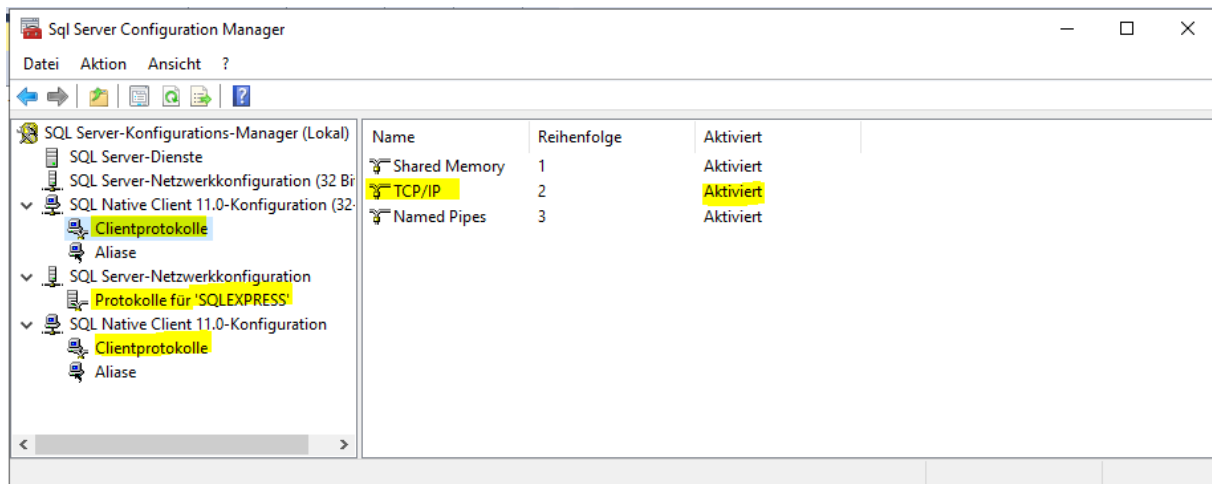 Sql Server Configuration Manager
Datei Aktion Ansicht ?
SQL Server-Konfigurations-Manager (Lokal)
SQL Server-Dienste
SQL Server-Netzwerkkonfiguration (32 Bi
SQL Native Client 11.0-Konfiguration (32-
Clientprotokolle
Aliase
SQL Server-Netzwerkkonfiguration
Protokolle für 'SQLEXPRESS'
SQL Native Client 11.0-Konfiguration
Clientprotokolle
Aliase
Name Reihenfolge Aktiviert
Shared Memory 1 Aktiviert
TCP/IP 2 Aktiviert
Named Pipes 3 Aktiviert